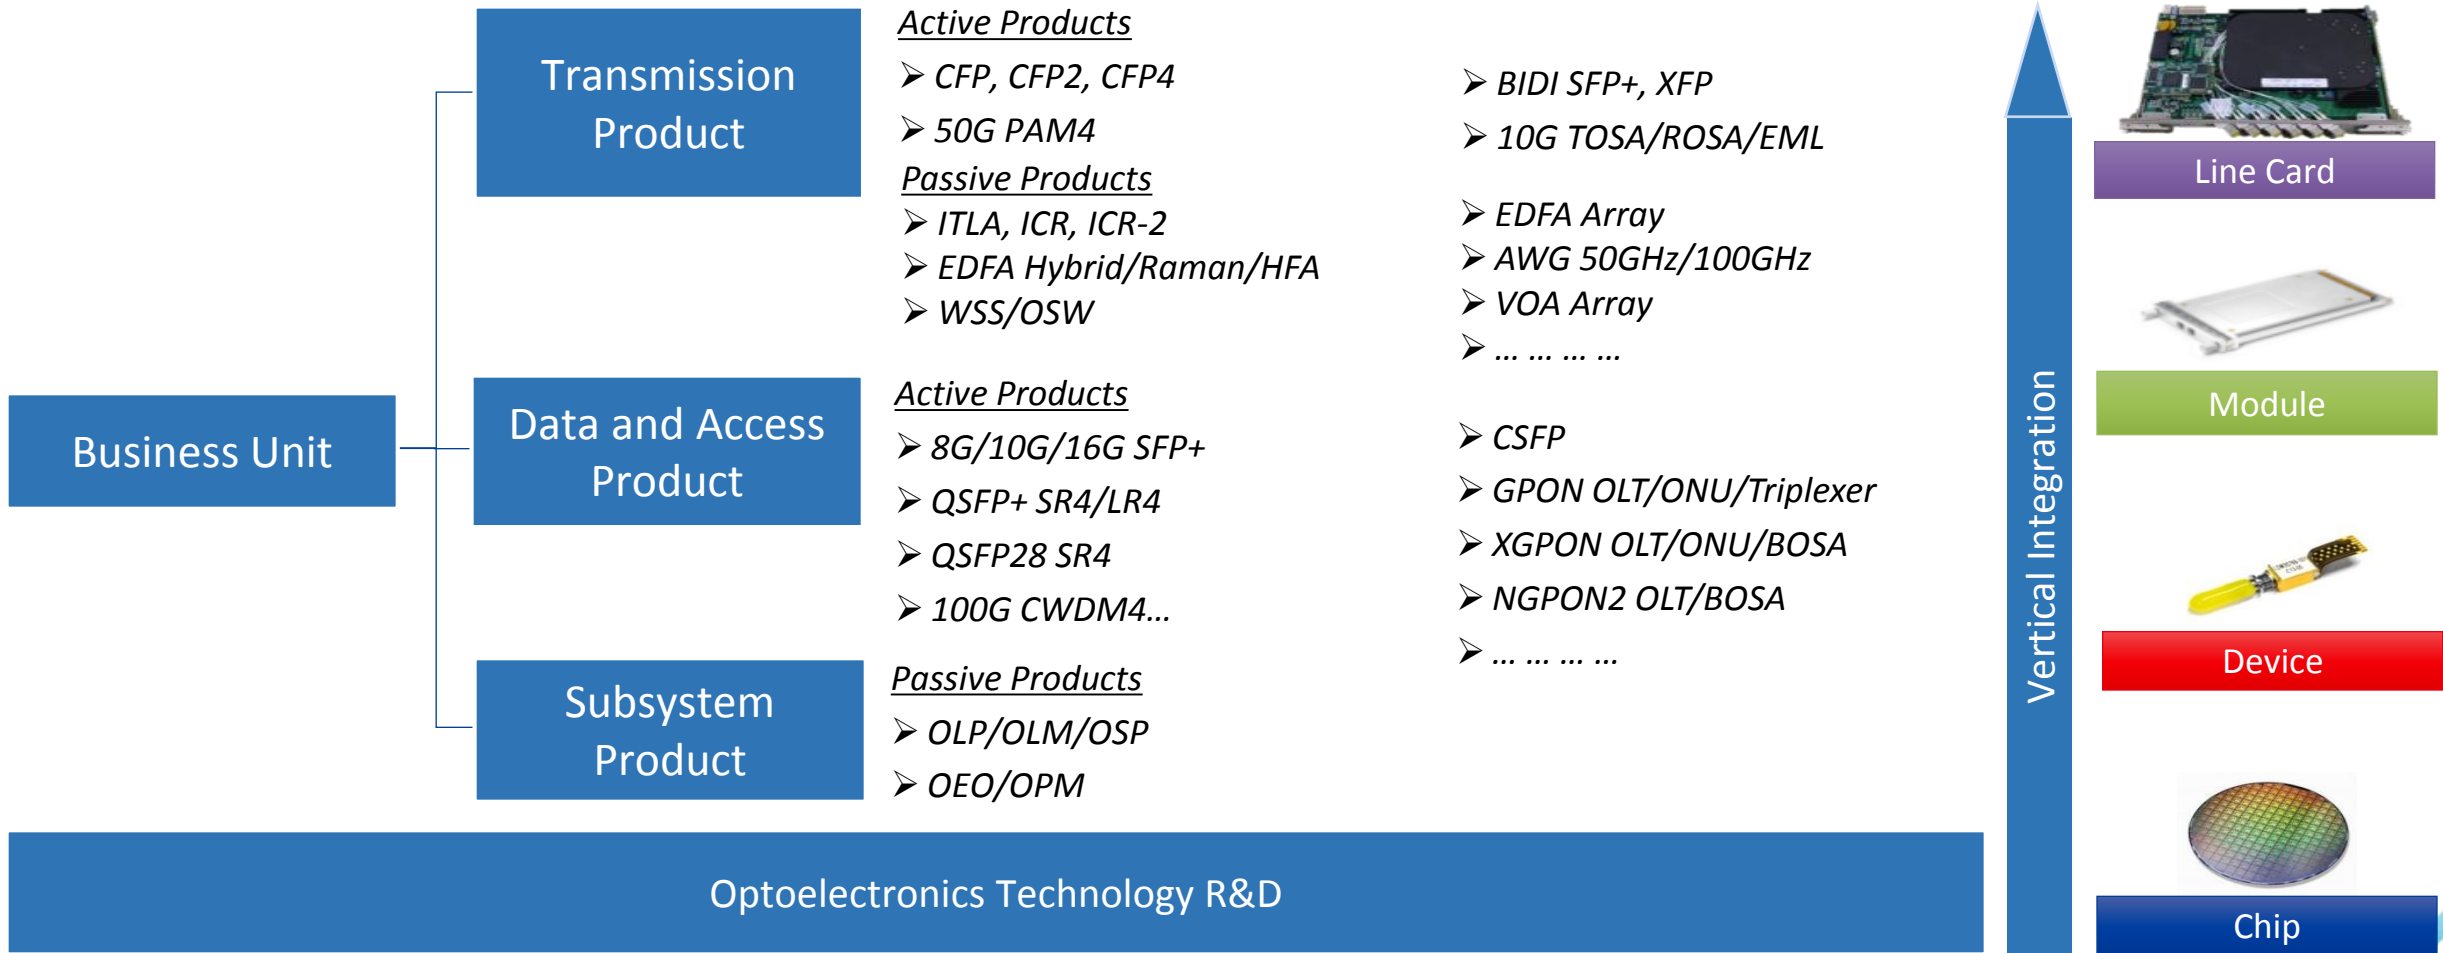 Business Unit
Transmission
Product
Active Products
➢ CFP, CFP2, CFP4
➢ 50G PAM4
➢ BIDI SFP+, XFP
➢ 10G TOSA/ROSA/EML
Passive Products
➢ ITLA, ICR, ICR-2
➢ EDFA Hybrid/Raman/HFA
➢ WSS/OSW
➢ EDFA Array
➢ AWG 50GHz/100GHz
➢ VOA Array
➢ ... ... ... ...
Data and Access
Product
Active Products
➢ 8G/10G/16G SFP+
➢ QSFP+ SR4/LR4
➢ QSFP28 SR4
➢ 100G CWDM4...
➢ CSFP
➢ GPON OLT/ONU/Triplexer
➢ XGPON OLT/ONU/BOSA
➢ NGPON2 OLT/BOSA
➢ ... ... ... ...
Subsystem
Product
Passive Products
➢ OLP/OLM/OSP
➢ OEO/OPM
Optoelectronics Technology R&D
Vertical Integration
Line Card
Module
Device
Chip